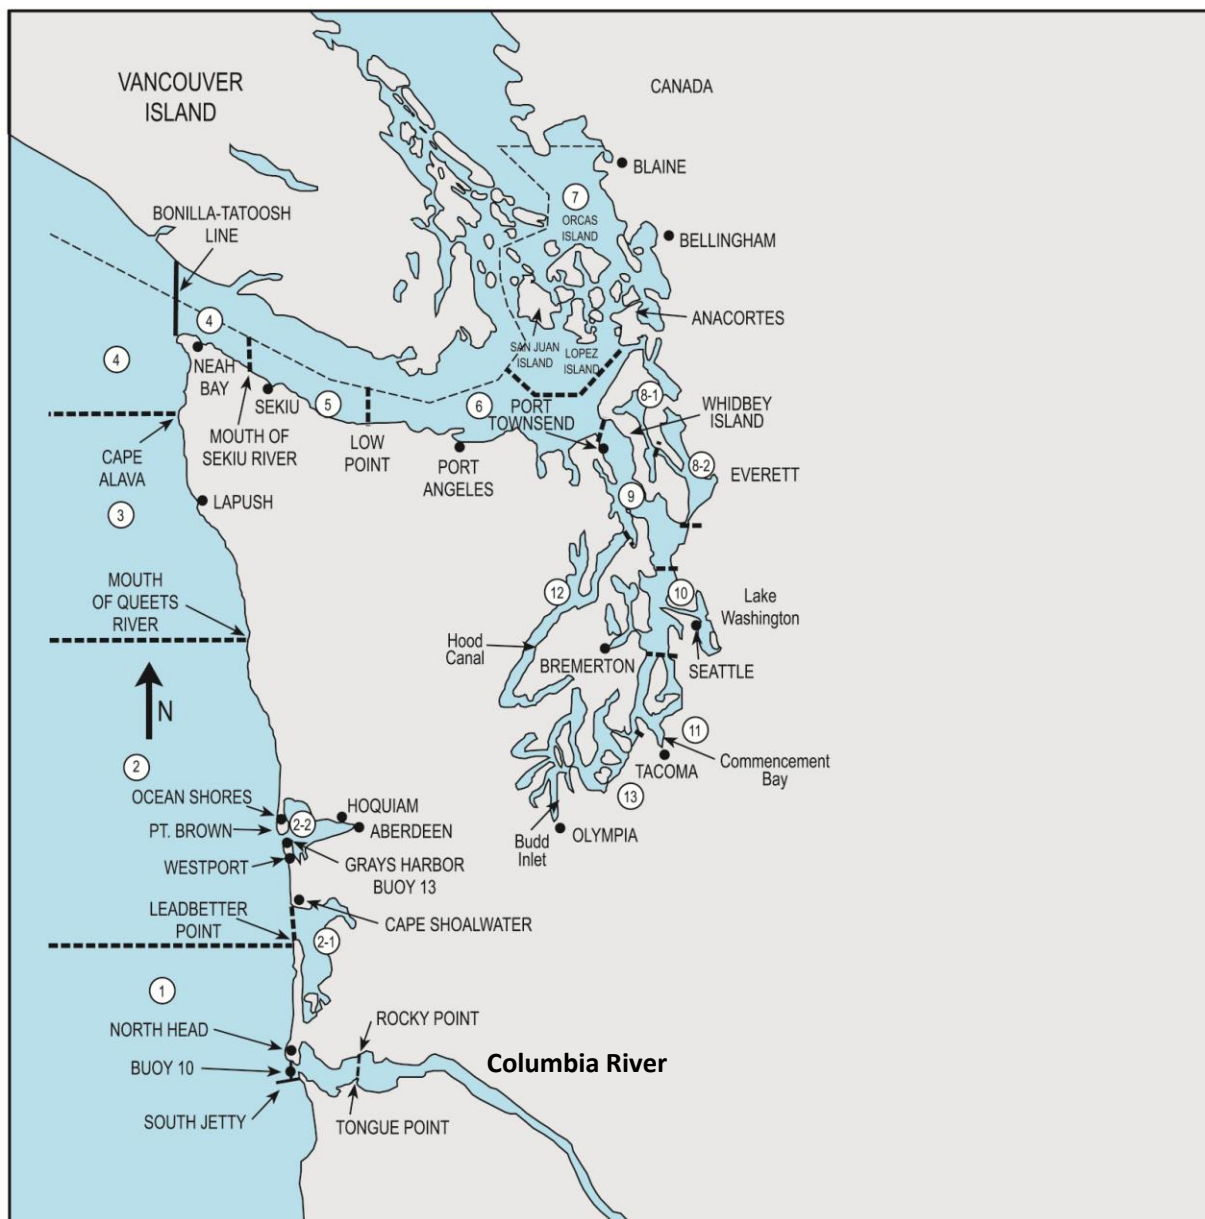 VANCOUVER
ISLAND
CANADA
BLAINE
7
ORCAS
ISLAND
BONILLA-TATOOSH
LINE
BELLINGHAM
4
4
ANACORTES
SAN JUAN
ISLAND
LOPEZ
ISLAND
NEAH
BAY
SEKIU
5
6
PORT
TOWNSEND
8-1
WHIDBEY
ISLAND
MOUTH OF
SEKIU RIVER
LOW
POINT
PORT
ANGELES
CAPE
ALAVA
8-2
EVERETT
LAPUSH
3
9
MOUTH
OF QUEETS
RIVER
12
10
Lake
Washington
Hood
Canal
BREMERTON
SEATTLE
N
11
Commencement
Bay
TACOMA
13
2
OCEAN SHORES
HOQUIAM
2-2
PT. BROWN
ABERDEEN
Budd
Inlet
OLYMPIA
WESTPORT
GRAYS HARBOR
BUOY 13
LEADBETTER
POINT
CAPE SHOALWATER
2-1
1
NORTH HEAD
ROCKY POINT
BUOY 10
Columbia River
SOUTH JETTY
TONGUE POINT